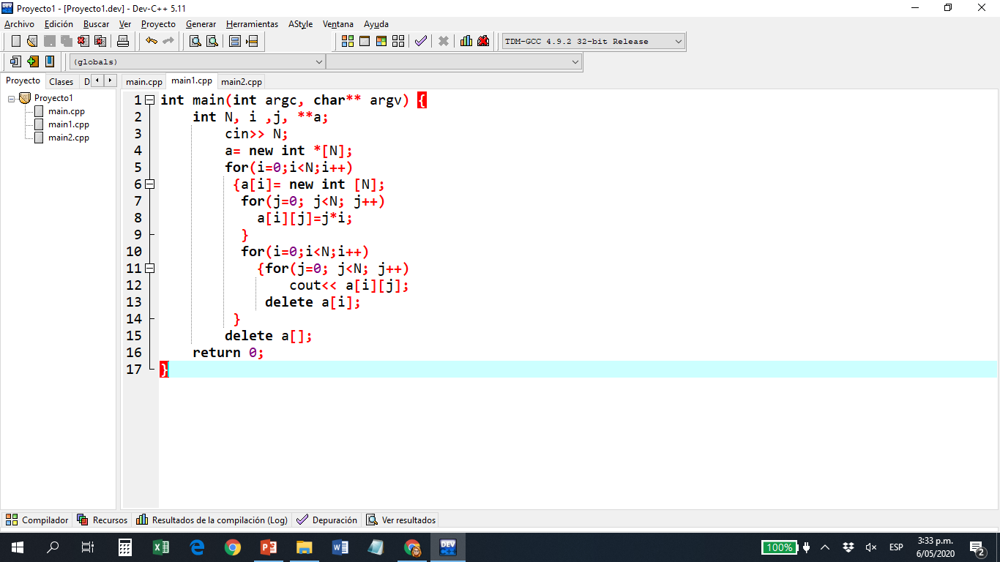 Proyecto1 - [Proyecto1.dev] - Dev-C++ 5.11
Archivo Edición Buscar Ver Proyecto Generar Herramientas AStyle Ventana Ayuda
TDM-GCC 4.9.2 32-bit Release
(globals)
Proyecto Clases D main.cpp main1.cpp main2.cpp
Proyecto1
main.cpp
main1.cpp
main2.cpp
1 int main(int argc, char** argv) {
2 int N, i ,j, **a;
3 cin>> N;
4 a= new int *[N];
5 for(i=0;i<N;i++)
6 {a[i]= new int [N];
7 for(j=0; j<N; j++)
8 a[i][j]=j*i;
9 }
10 for(i=0;i<N;i++)
11 {for(j=0; j<N; j++)
12 cout<< a[i][j];
13 delete a[i];
14 }
15 delete a[];
16 return 0;
17 }
Compilador Recursos Resultados de la compilación (Log) Depuración Ver resultados
DEV
100% ESP 3:33 p.m.
6/05/2020 2